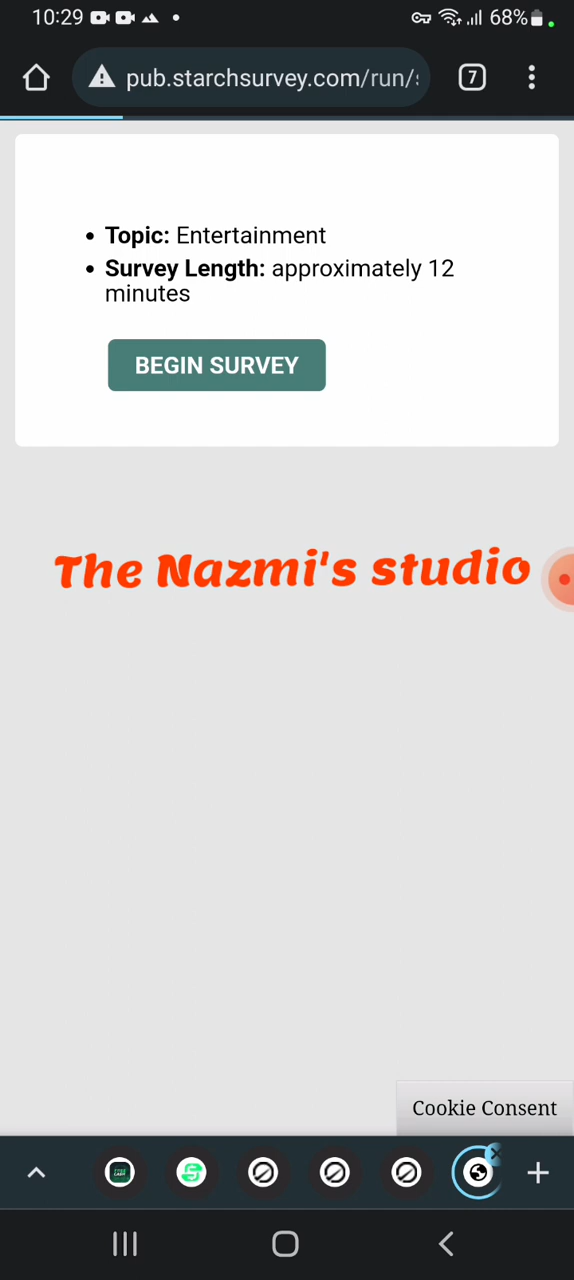 10:29
68%
pub.starchsurvey.com/run/
7
Topic: Entertainment
Survey Length: approximately 12
minutes
BEGIN SURVEY
The Nazmi's studio
Cookie Consent